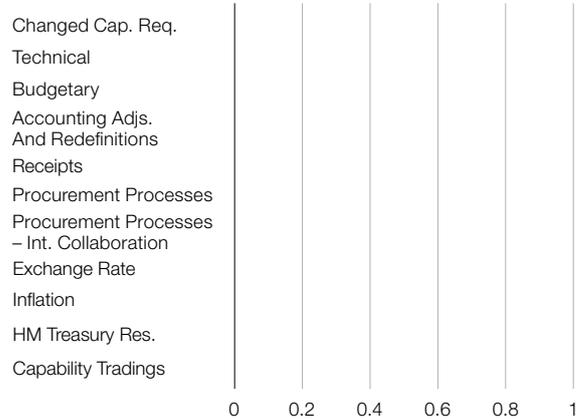 Changed Cap. Req.
Technical
Budgetary
Accounting Adjs.
And Redefinitions
Receipts
Procurement Processes
Procurement Processes
– Int. Collaboration
Exchange Rate
Inflation
HM Treasury Res.
Capability Tradings
0 0.2 0.4 0.6 0.8 1